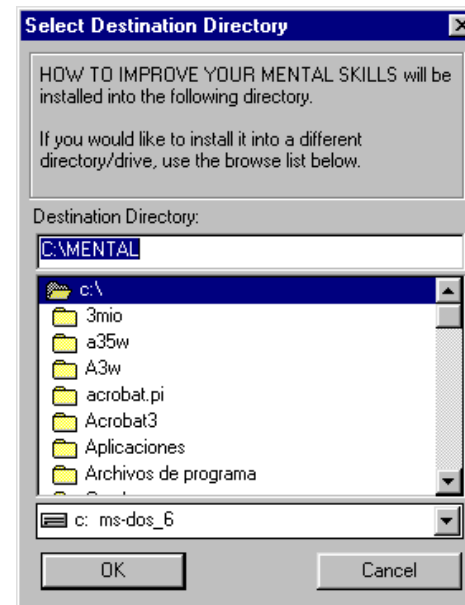 Select Destination Directory
HOW TO IMPROVE YOUR MENTAL SKILLS will be
installed into the following directory.
If you would like to install it into a different
directory/drive, use the browse list below.
Destination Directory:
C:\MENTAL
c:\
3mio
a35w
A3w
acrobat.pi
Acrobat3
Aplicaciones
Archivos de programa
c: ms-dos_6
OK
Cancel